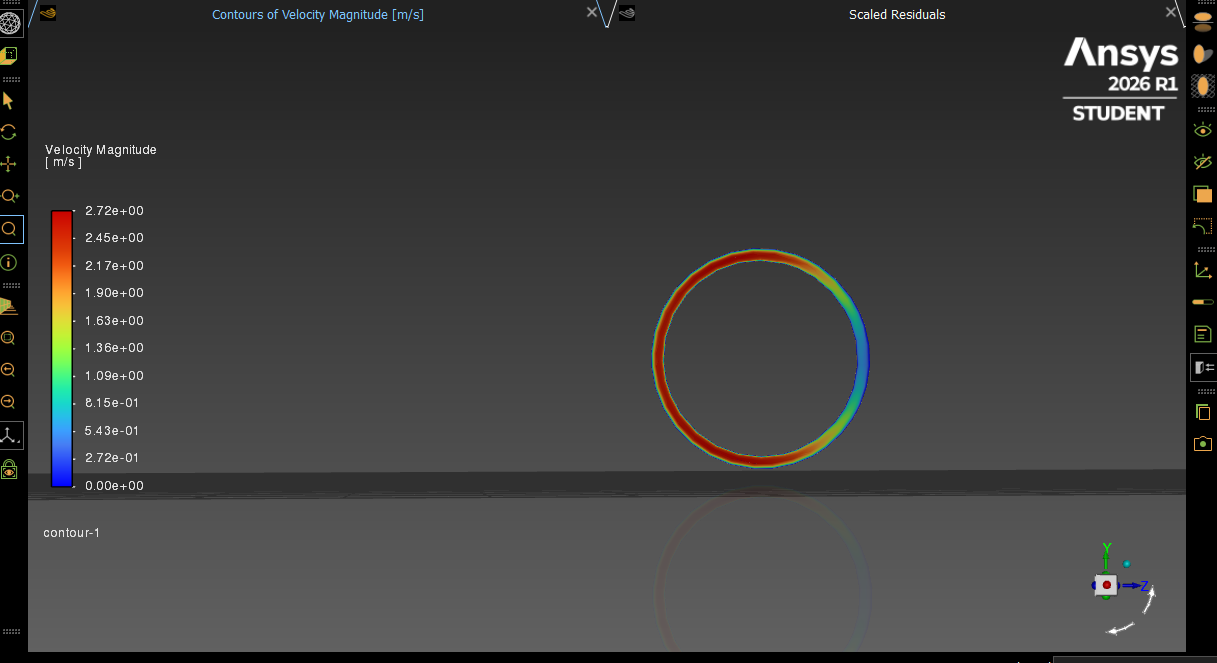 Contours of Velocity Magnitude [m/s]
Scaled Residuals
Ansys
2026 R1
STUDENT
Velocity Magnitude
[ m/s ]
2.72e+00
2.45e+00
2.17e+00
1.90e+00
1.63e+00
1.36e+00
1.09e+00
8.15e-01
5.43e-01
2.72e-01
0.00e+00
contour-1
Y
Z